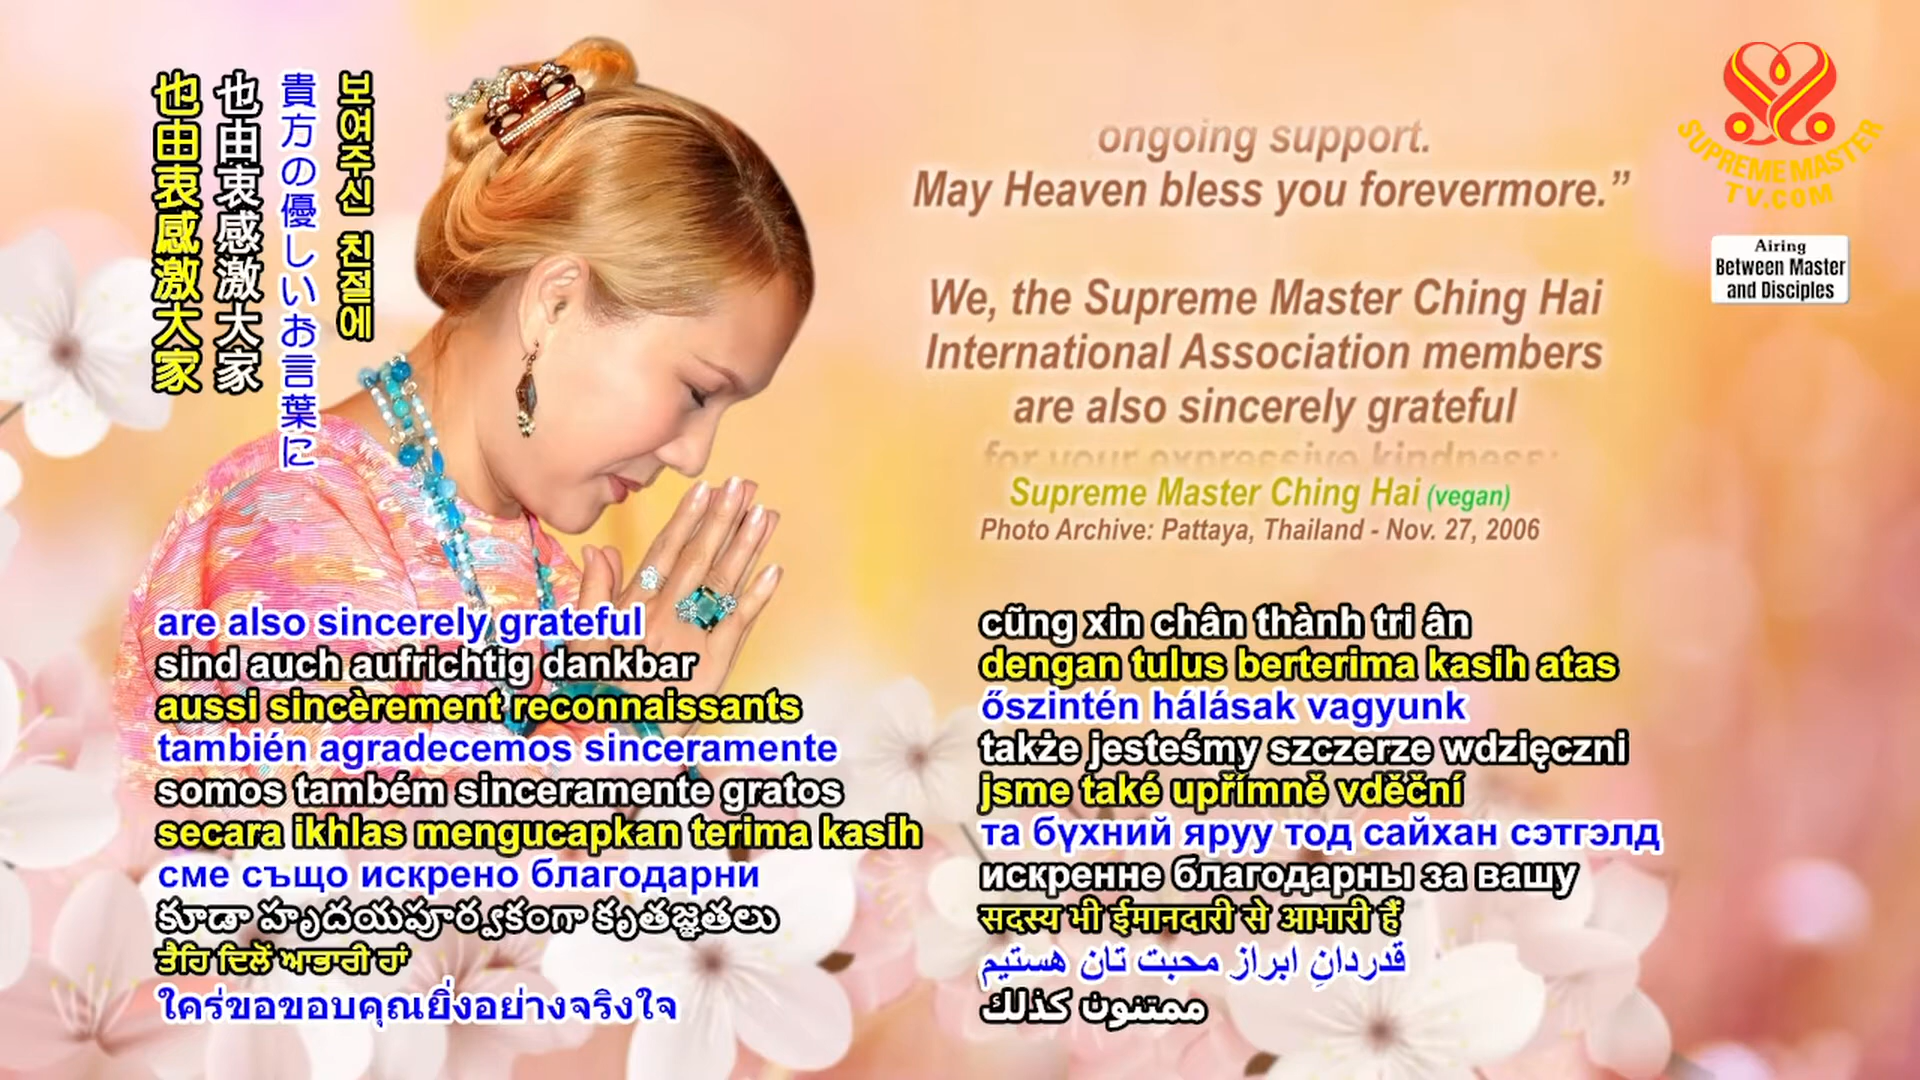 也由衷感激大家
也由衷感激大家
貴方の優しいお言葉に
보여주신 친절에
ongoing support.
May Heaven bless you forevermore.”
We, the Supreme Master Ching Hai
International Association members
are also sincerely grateful
for your expressive kindness;
Supreme Master Ching Hai (vegan)
Photo Archive: Pattaya, Thailand - Nov. 27, 2006
SUPREME MASTER
TV.COM
Airing
Between Master
and Disciples
are also sincerely grateful
sind auch aufrichtig dankbar
aussi sincèrement reconnaissants
también agradecemos sinceramente
somos também sinceramente gratos
secara ikhlas mengucapkan terima kasih
сме също искрено благодарни
కూడా హృదయపూర్వకంగా కృతజ్ఞతలు
ਤੈਹਿ ਦਿਲੋਂ ਆਭਾਰੀ ਹਾਂ
ใคร่ขอขอบคุณยิ่งอย่างจริงใจ
cũng xin chân thành tri ân
dengan tulus berterima kasih atas
őszintén hálásak vagyunk
także jesteśmy szczerze wdzięczni
jsme také upřímně vděční
та бүхний яруу тод сайхан сэтгэлд
искренне благодарны за вашу
सदस्य भी ईमानदारी से आभारी हैं
قدردانِ ابراز محبت تان هستیم
ممتنون كذلك